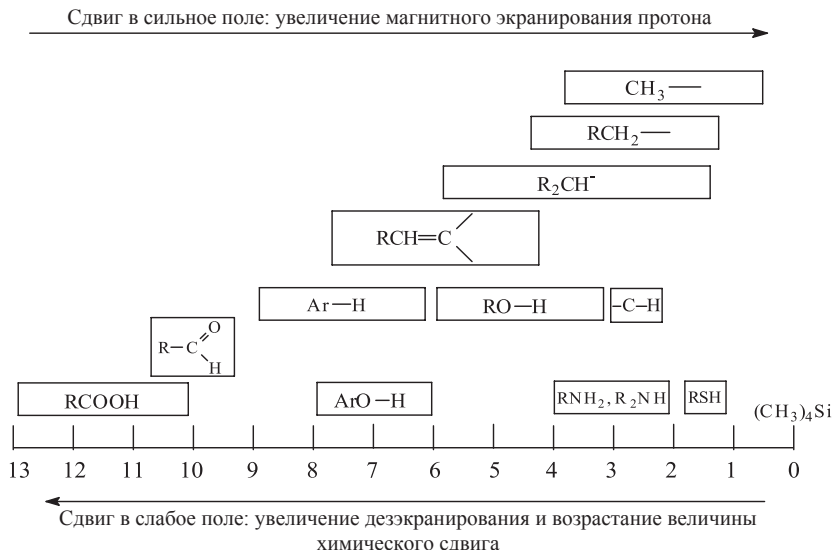 Сдвиг в сильное поле: увеличение магнитного экранирования протона
CH₃—
RCH₂—
R₂CH⁻
RCH=C
Ar—H
RO—H
-C-H
R-C
O
H
RCOOH
ArO—H
RNH₂, R₂NH
RSH
(CH₃)₄Si
13 12 11 10 9 8 7 6 5 4 3 2 1 0
Сдвиг в слабое поле: увеличение дезэкранирования и возрастание величины
химического сдвига